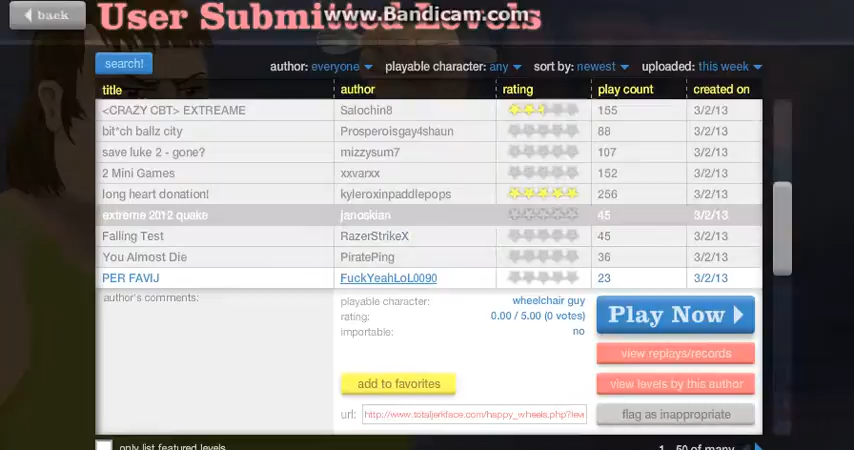 back
User Submitted Levels
www.Bandicam.com
search!
author: everyone playable character: any sort by: newest uploaded: this week
title author rating play count created on
<CRAZY CBT> EXTREAME Salochin8 155 3/2/13
bit*ch ballz city Prosperoisgay4shaun 88 3/2/13
save luke 2 - gone? mizzysum7 107 3/2/13
2 Mini Games xxvarxx 152 3/2/13
long heart donation! kyleroxinpaddlepops 256 3/2/13
extreme 2012 quake janoskian 45 3/2/13
Falling Test RazerStrikeX 45 3/2/13
You Almost Die PiratePing 36 3/2/13
PER FAVIJ FuckYeahLoL0090 23 3/2/13
author's comments:
playable character: wheelchair guy
rating: 0.00 / 5.00 (0 votes)
importable: no
Play Now
view replays/records
add to favorites
view levels by this author
url: http://www.totaljerkface.com/happy_wheels.php?lev
flag as inappropriate
only list featured levels
1 - 50 of many